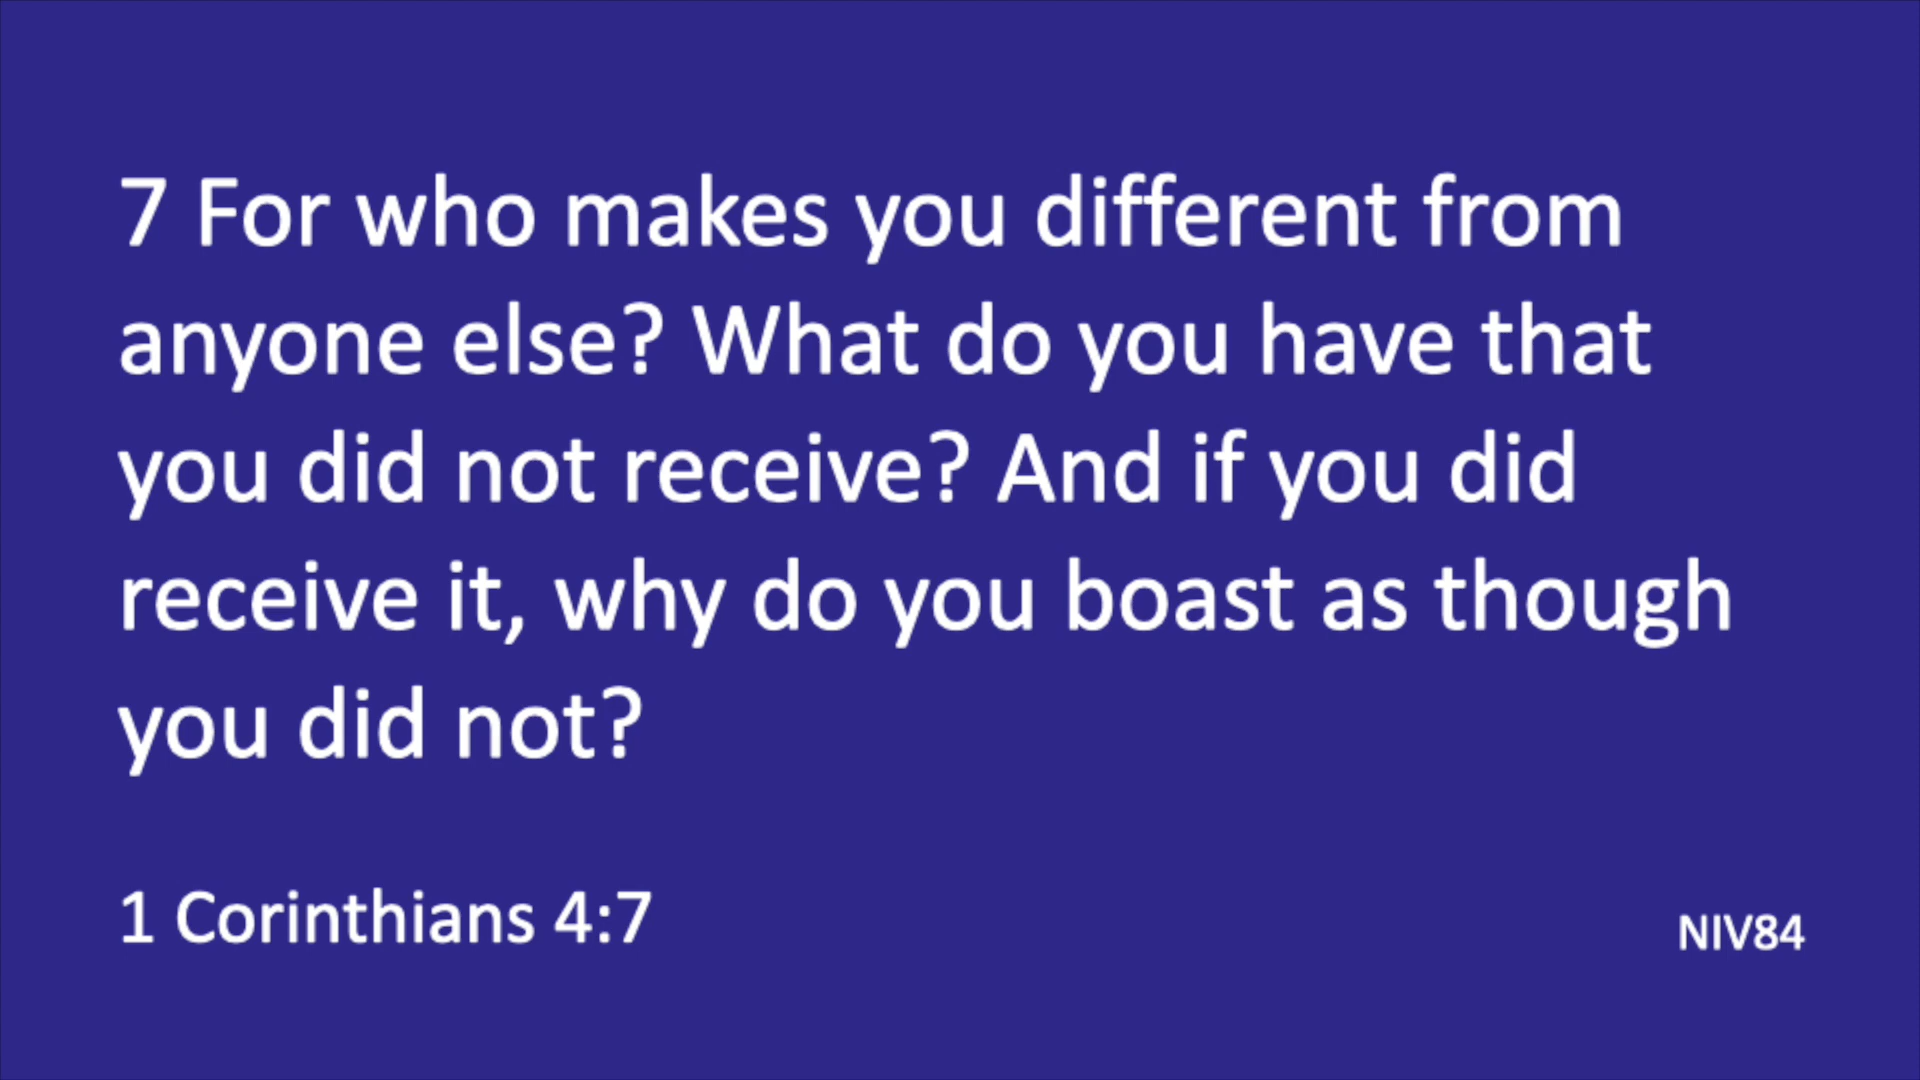 7 For who makes you different from
anyone else? What do you have that
you did not receive? And if you did
receive it, why do you boast as though
you did not?
1 Corinthians 4:7
NIV84